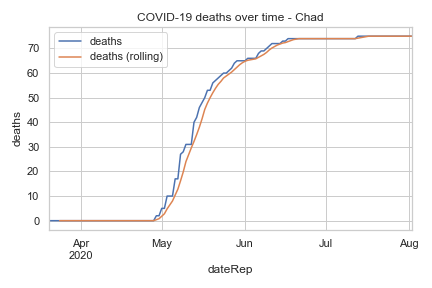 COVID-19 deaths over time - Chad
deaths
deaths (rolling)
70
60
50
40
30
20
10
0
deaths
Apr
2020
May
Jun
Jul
Aug
dateRep